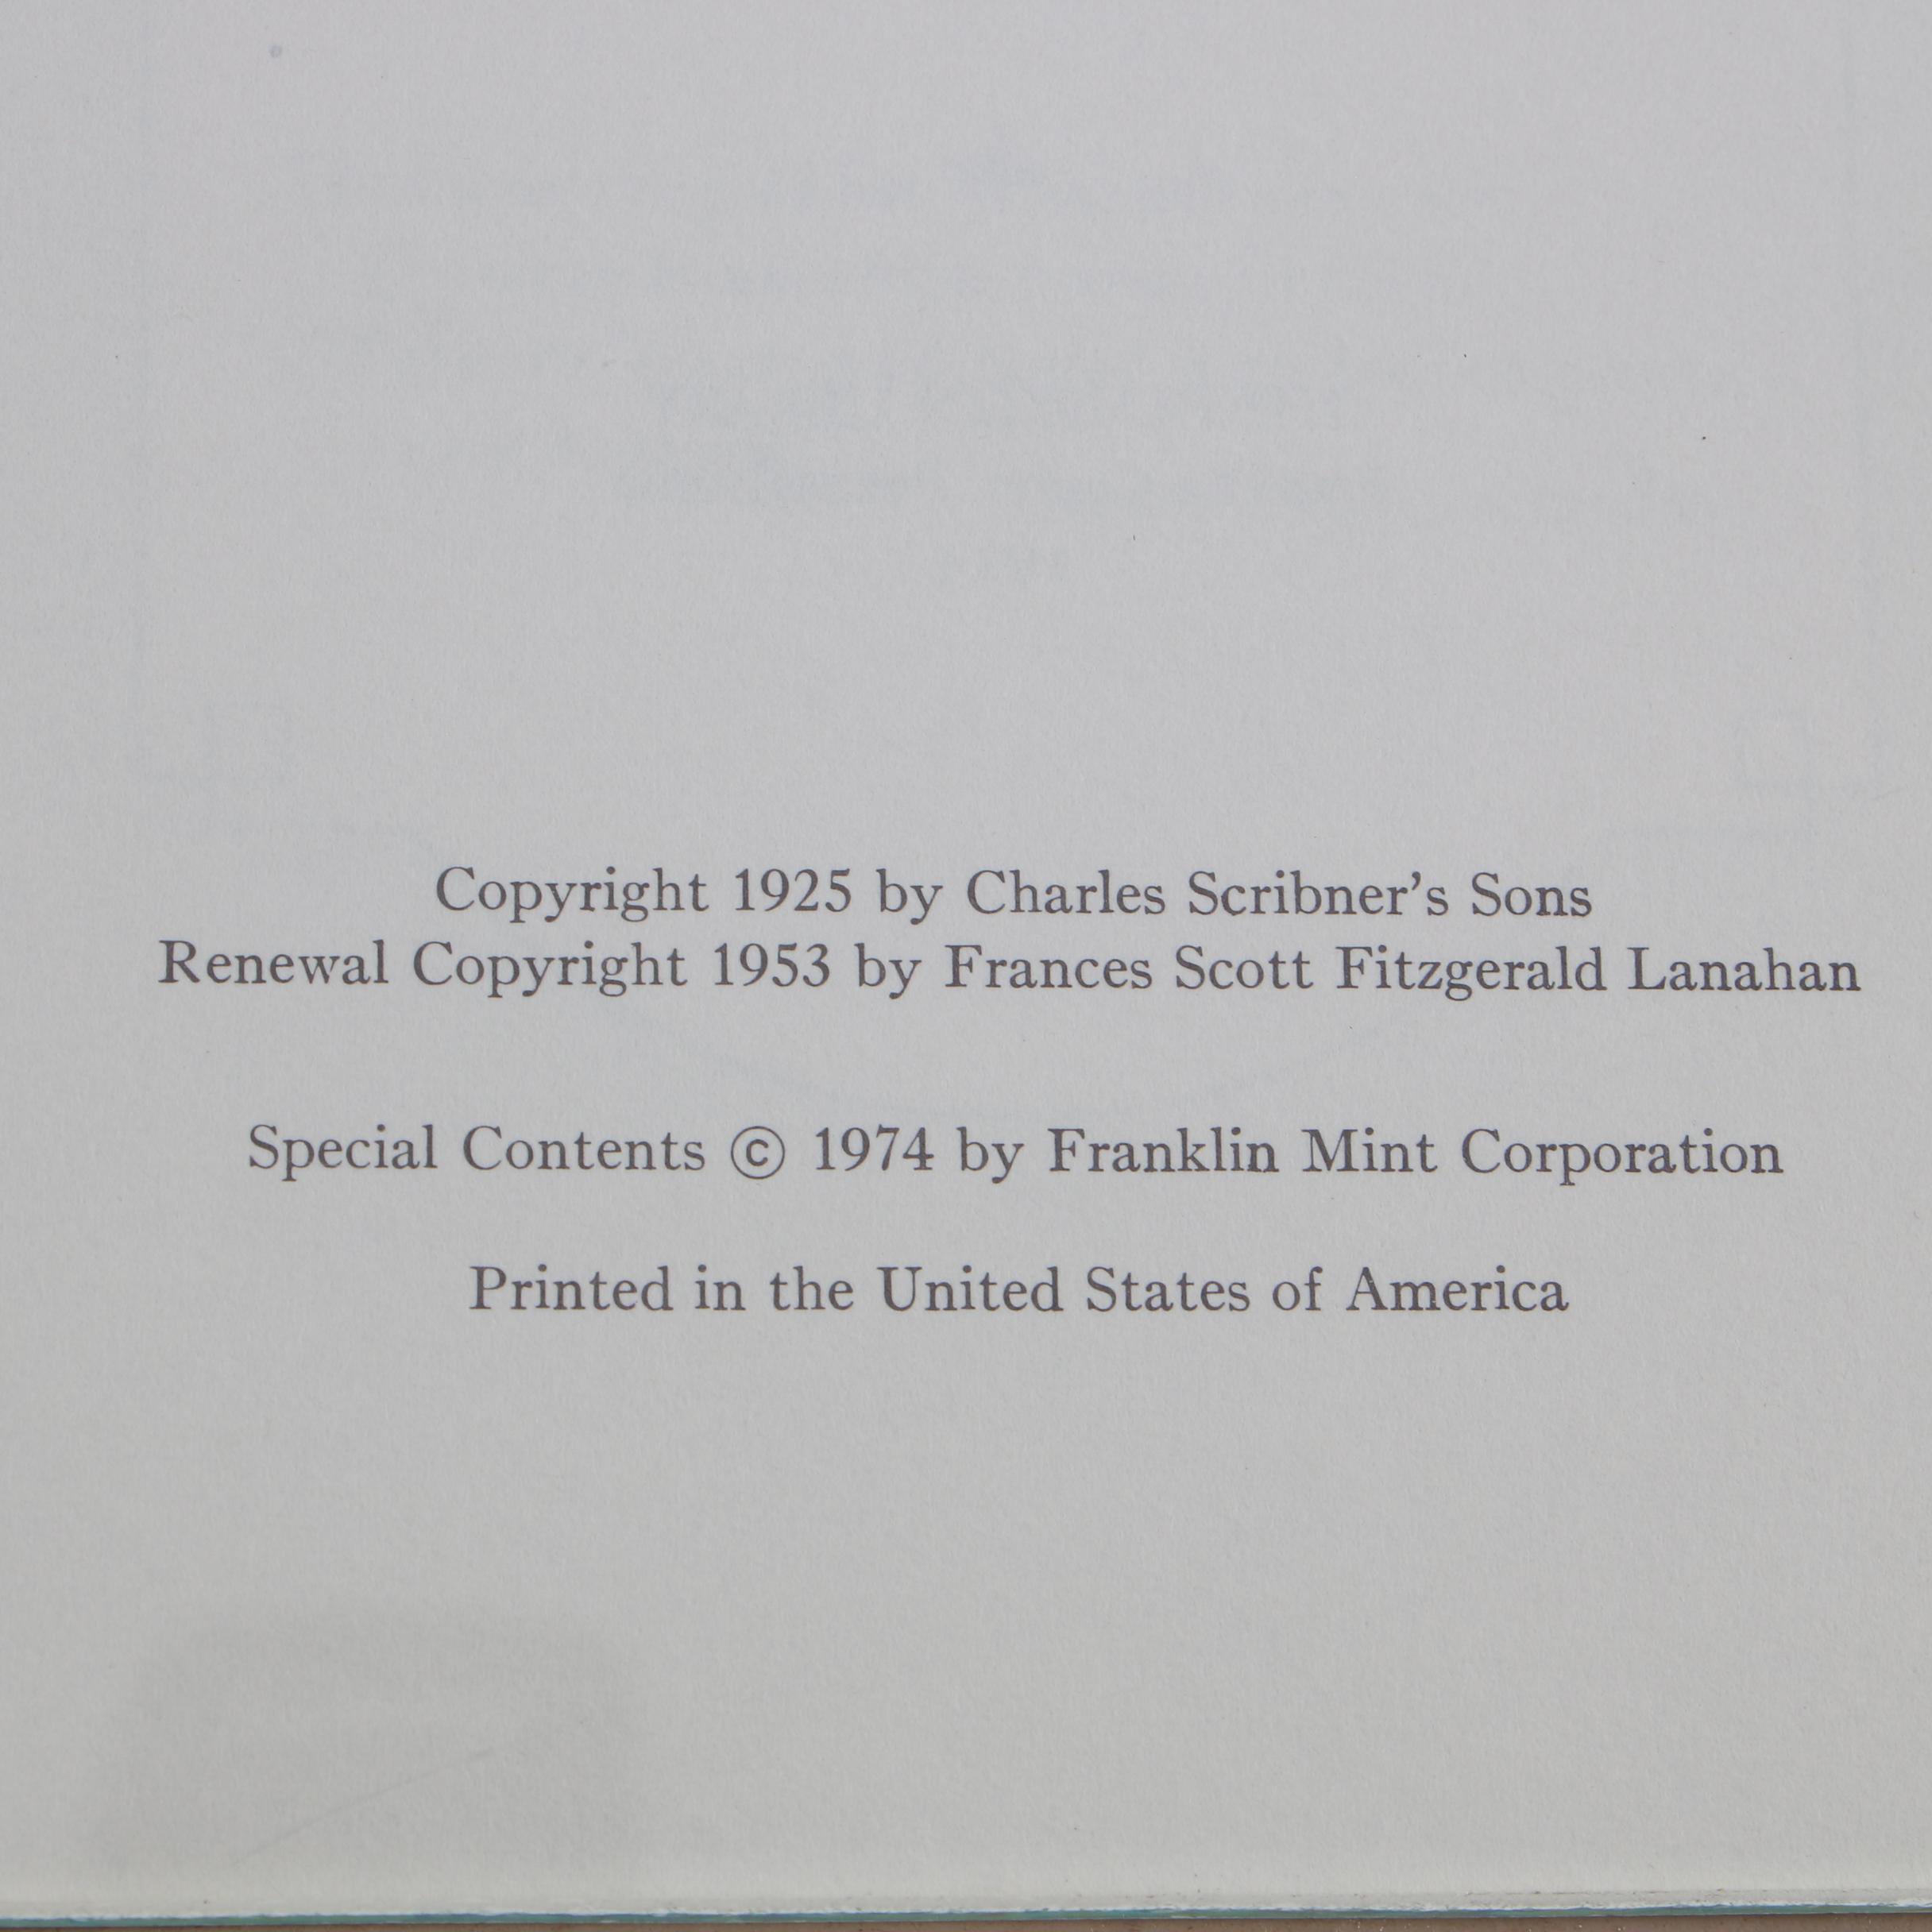 Copyright 1925 by Charles Scribner’s Sons
Renewal Copyright 1953 by Frances Scott Fitzgerald Lanahan
Special Contents © 1974 by Franklin Mint Corporation
Printed in the United States of America